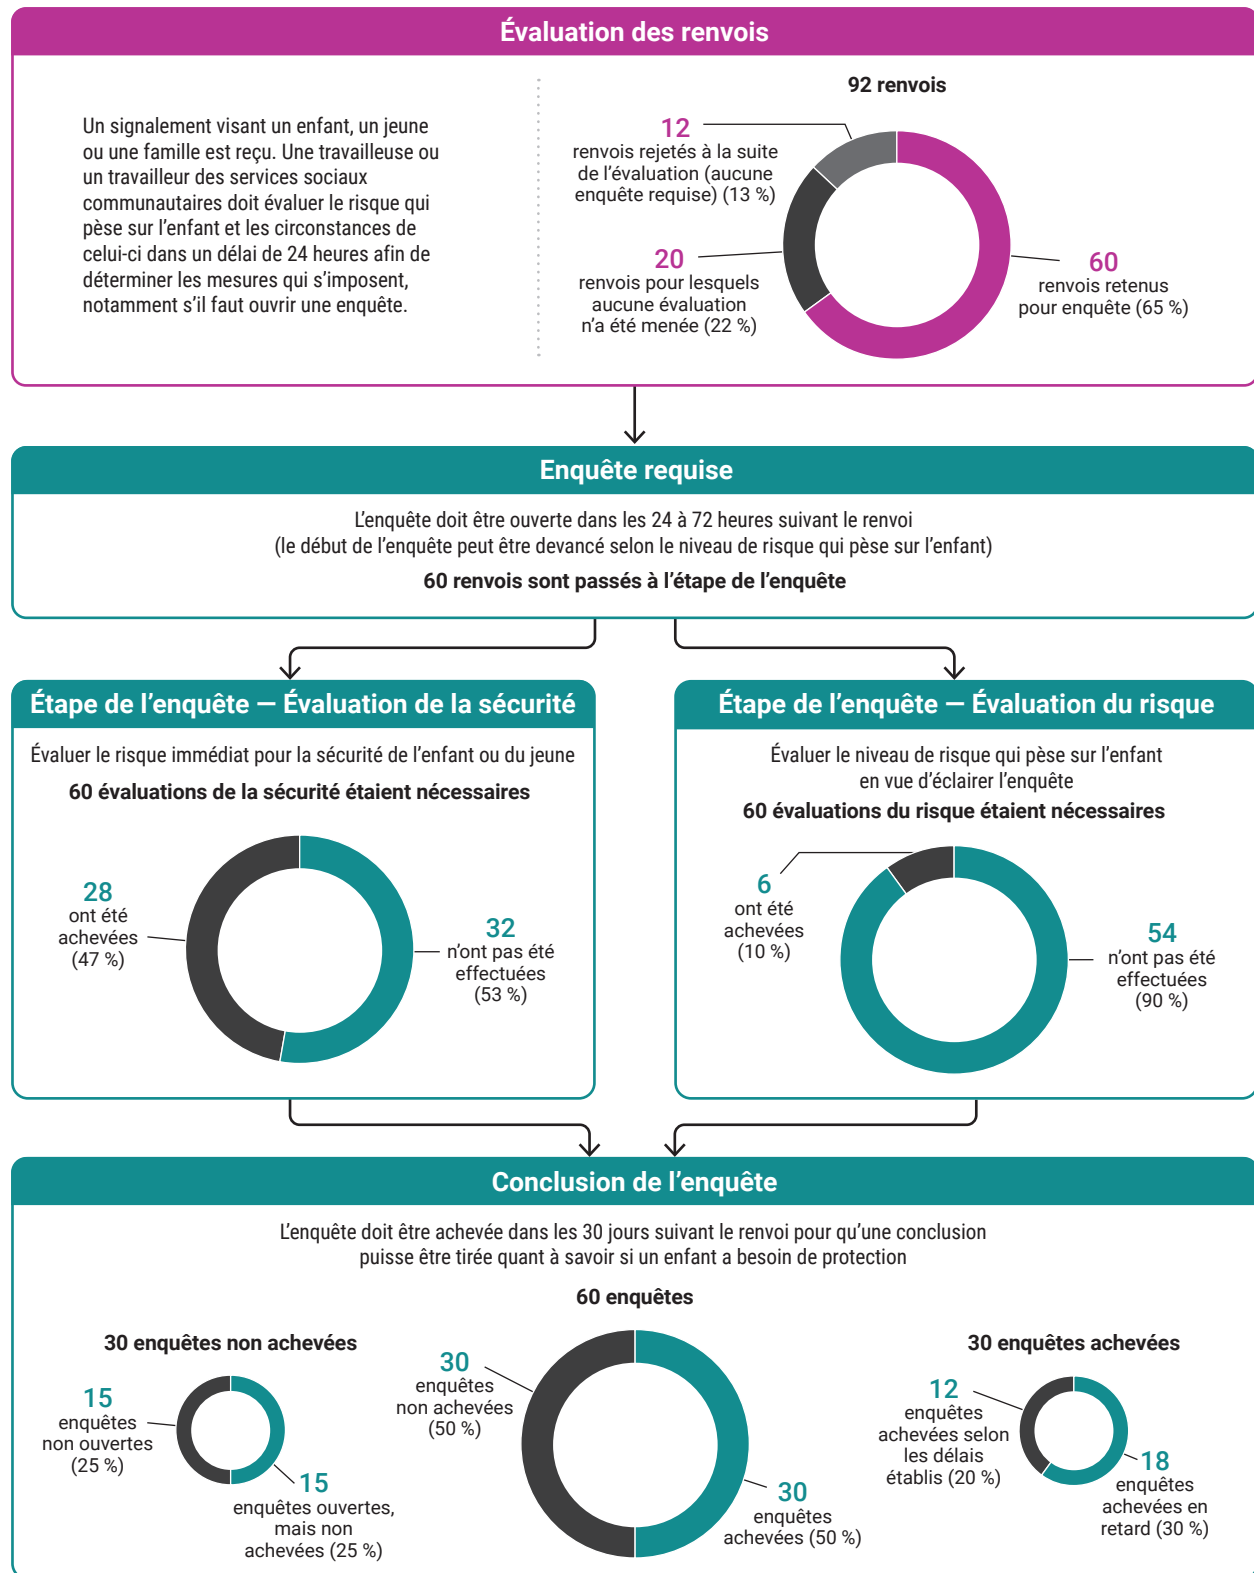 Évaluation des renvois
Un signalement visant un enfant, un jeune
ou une famille est reçu. Une travailleuse ou
un travailleur des services sociaux
communautaires doit évaluer le risque qui
pèse sur l’enfant et les circonstances de
celui-ci dans un délai de 24 heures afin de
déterminer les mesures qui s’imposent,
notamment s’il faut ouvrir une enquête.
92 renvois
12
renvois rejetés à la suite
de l’évaluation (aucune
enquête requise) (13 %)
20
renvois pour lesquels
aucune évaluation
n’a été menée (22 %)
60
renvois retenus
pour enquête (65 %)
Enquête requise
L’enquête doit être ouverte dans les 24 à 72 heures suivant le renvoi
(le début de l’enquête peut être devancé selon le niveau de risque qui pèse sur l’enfant)
60 renvois sont passés à l’étape de l’enquête
Étape de l’enquête — Évaluation de la sécurité
Évaluer le risque immédiat pour la sécurité de l’enfant ou du jeune
60 évaluations de la sécurité étaient nécessaires
28
ont été
achevées
(47 %)
32
n’ont pas été
effectuées
(53 %)
Étape de l’enquête — Évaluation du risque
Évaluer le niveau de risque qui pèse sur l’enfant
en vue d’éclairer l’enquête
60 évaluations du risque étaient nécessaires
6
ont été
achevées
(10 %)
54
n’ont pas été
effectuées
(90 %)
Conclusion de l’enquête
L’enquête doit être achevée dans les 30 jours suivant le renvoi pour qu’une conclusion
puisse être tirée quant à savoir si un enfant a besoin de protection
60 enquêtes
30 enquêtes non achevées
15
enquêtes
non ouvertes
(25 %)
15
enquêtes ouvertes,
mais non
achevées (25 %)
30
enquêtes
non achevées
(50 %)
30
enquêtes
achevées (50 %)
30 enquêtes achevées
12
enquêtes
achevées selon
les délais
établis (20 %)
18
enquêtes
achevées en
retard (30 %)